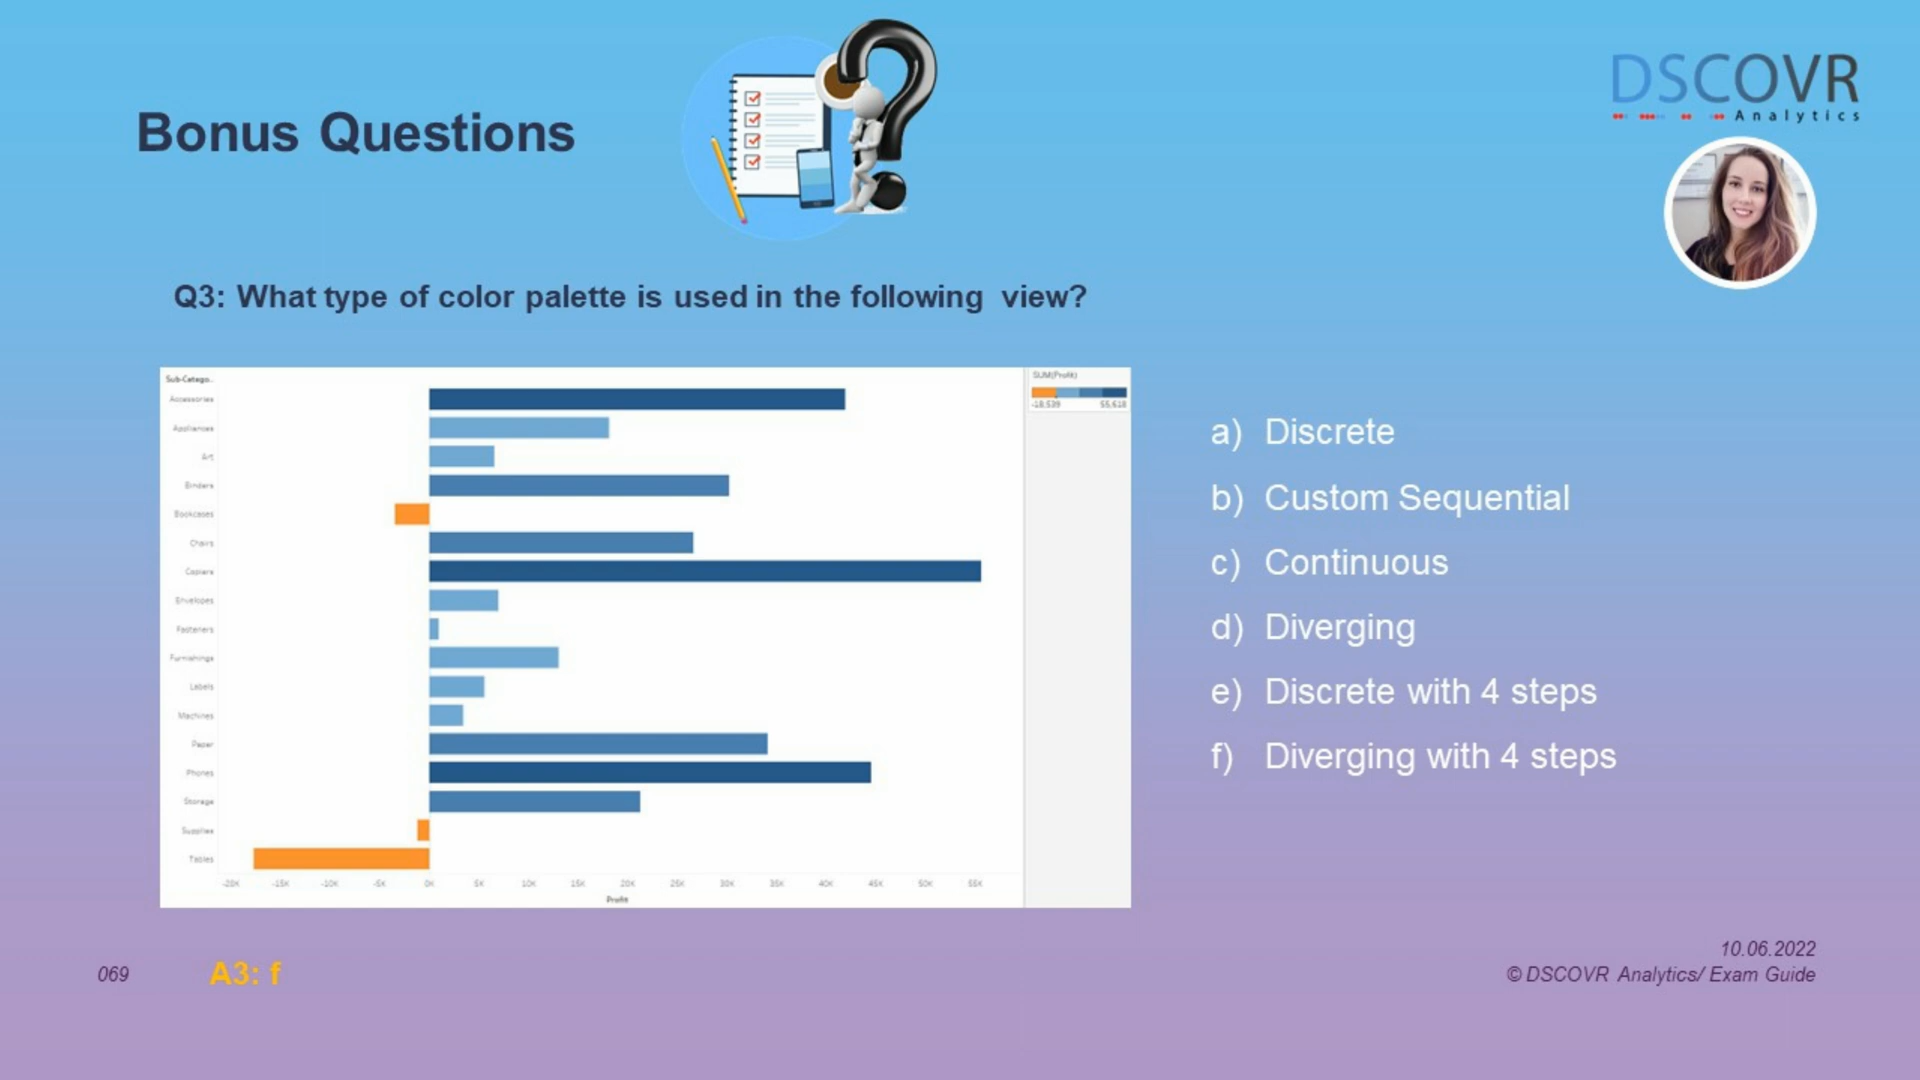 DSCOVR
Analytics
Bonus Questions
Q3: What type of color palette is used in the following view?
Sub-Catego..
SUM(Profit)
-18,539 55,618
Accessories
Appliances
Art
Binders
Bookcases
Chairs
Copiers
Envelopes
Fasteners
Furnishings
Labels
Machines
Paper
Phones
Storage
Supplies
Tables
-20K -15K -10K -5K 0K 5K 10K 15K 20K 25K 30K 35K 40K 45K 50K 55K
Profit
a) Discrete
b) Custom Sequential
c) Continuous
d) Diverging
e) Discrete with 4 steps
f) Diverging with 4 steps
069
A3: f
10.06.2022
© DSCOVR Analytics/ Exam Guide